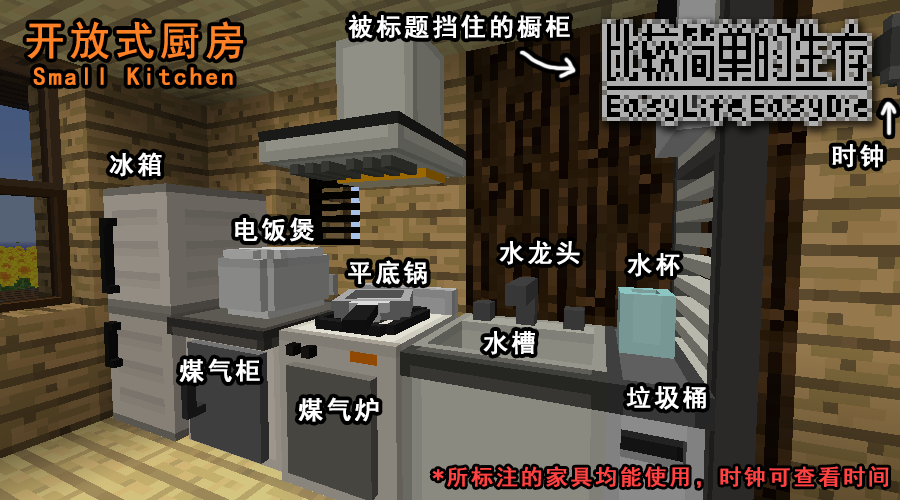 开放式厨房
Small Kitchen
被标题挡住的橱柜
比较简单的生存
EasyLife,EasyDie
时钟
冰箱
电饭煲
平底锅
水龙头
水杯
水槽
煤气柜
煤气炉
垃圾桶
*所标注的家具均能使用，时钟可查看时间